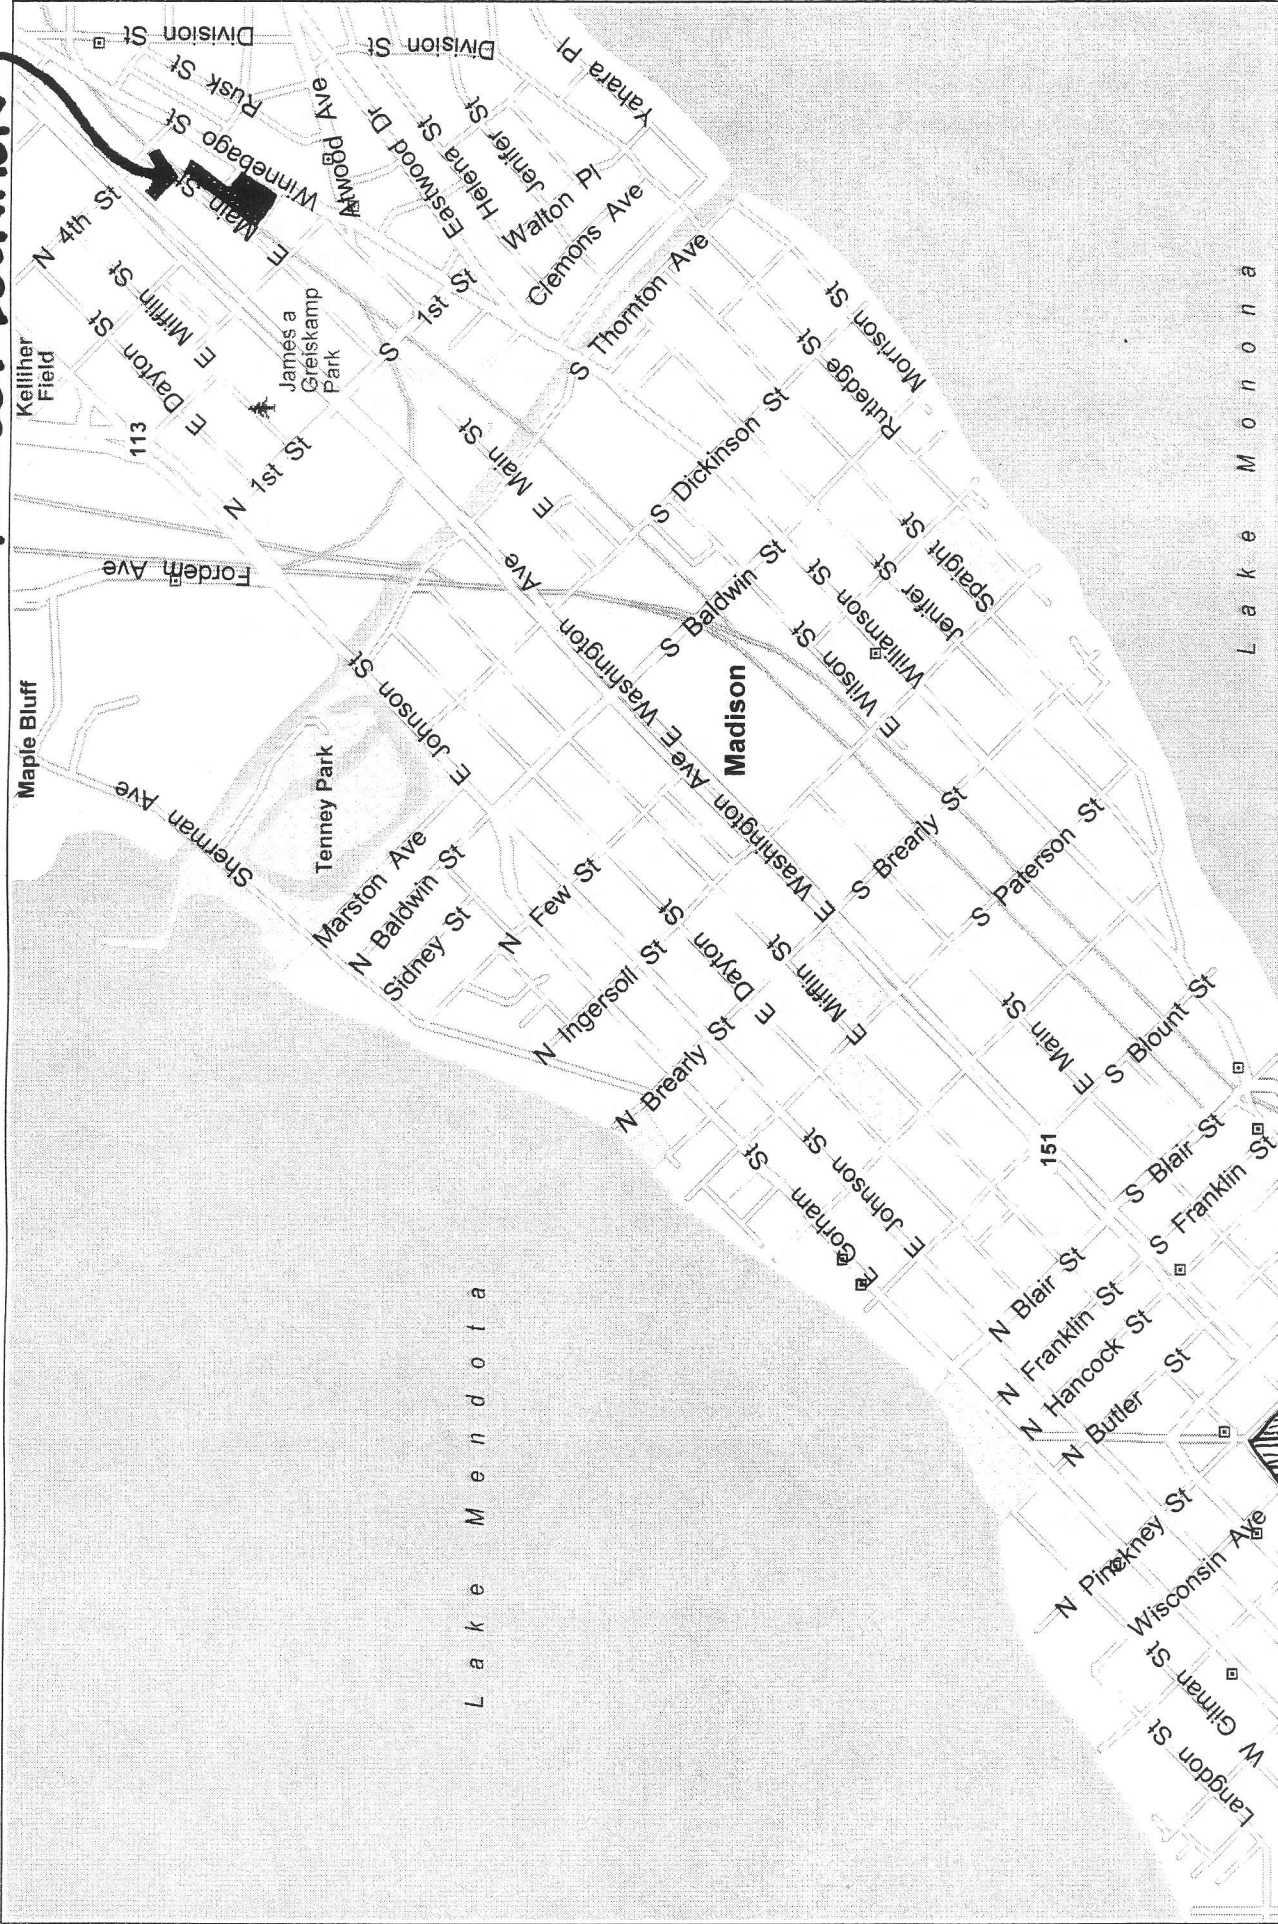 Division St
Division St
Rusk St
Winnebago St
Atwood Ave
Eastwood Dr
Helena St
Jenifer St
Yahara Pl
Walton Pl
Clemons Ave
E Main St
N 4th St
E Mifflin St
E Dayton St
Kelliher
Field
113
James a
Greiskamp
Park
N 1st St
S 1st St
S Thornton Ave
E Main St
Morrison St
Rutledge St
S Dickinson St
Spaight St
Jenifer St
Williamson St
E Wilson St
S Baldwin St
Fordem Ave
E Washington Ave
E Washington Ave
Madison
Maple Bluff
Sherman Ave
Tenney Park
E Johnson St
Marston Ave
N Baldwin St
Sidney St
N Few St
N Ingersoll St
E Dayton St
E Mifflin St
N Brearly St
S Brearly St
S Paterson St
E Main St
S Blount St
E Gorham St
E Johnson St
151
S Blair St
S Franklin St
N Blair St
N Franklin St
N Hancock St
N Butler St
N Pinckney St
Wisconsin Ave
W Gilman St
Langdon St
Lake Mendota
Lake Monona